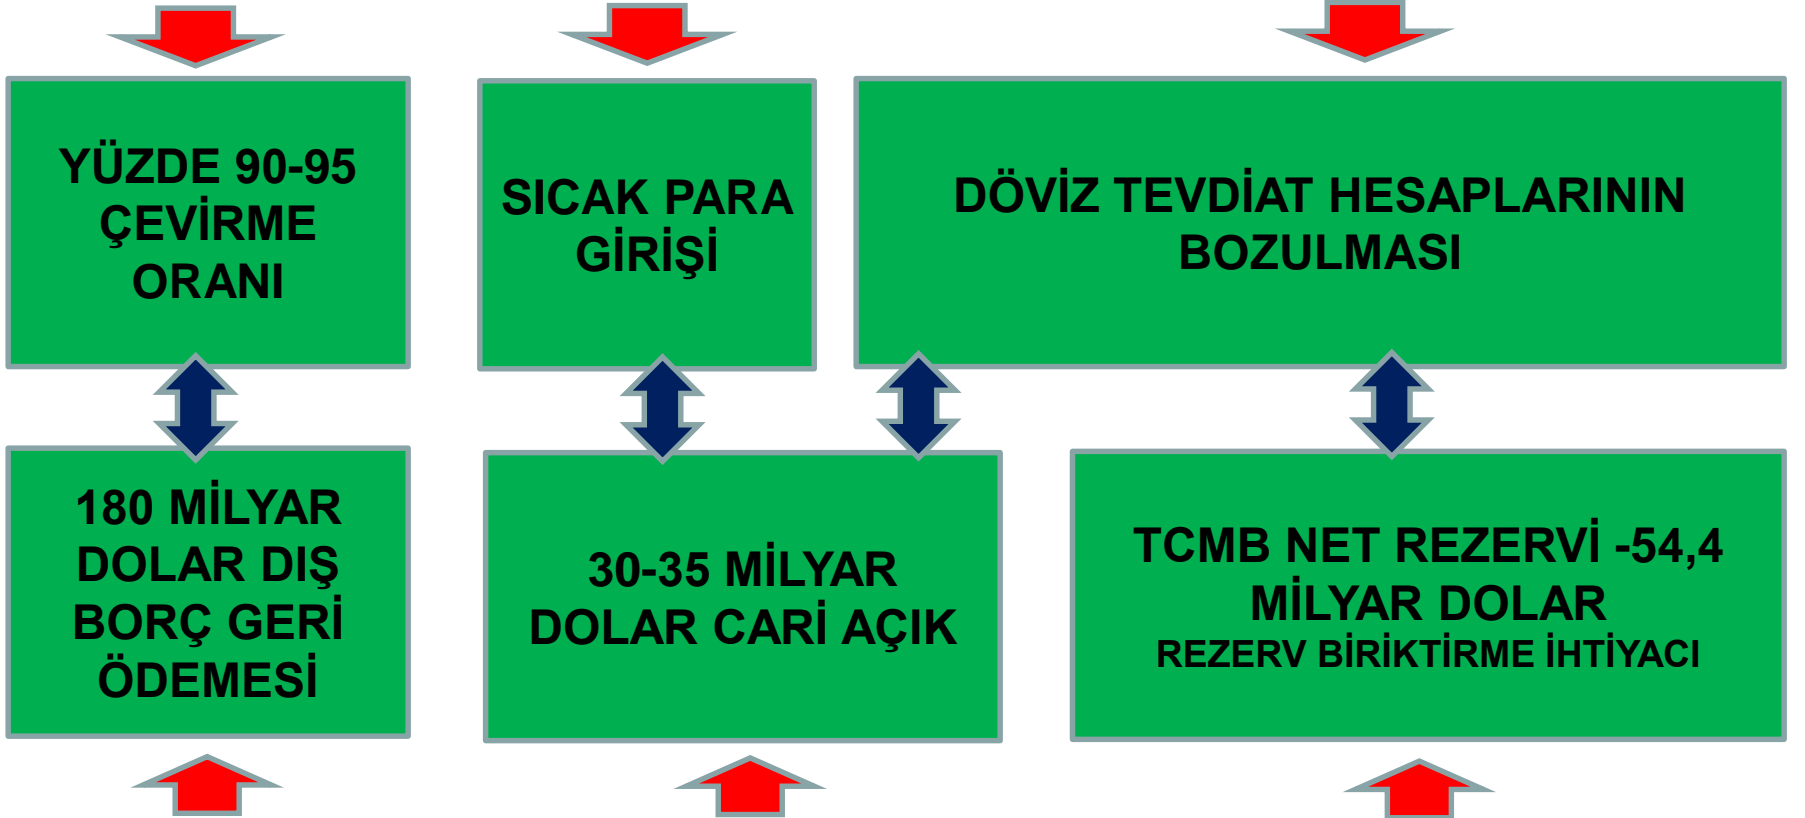 YÜZDE 90-95
ÇEVİRME
ORANI
SICAK PARA
GİRİŞİ
DÖVİZ TEVDİAT HESAPLARININ
BOZULMASI
180 MİLYAR
DOLAR DIŞ
BORÇ GERİ
ÖDEMESİ
30-35 MİLYAR
DOLAR CARİ AÇIK
TCMB NET REZERVİ -54,4
MİLYAR DOLAR
REZERV BİRİKTİRME İHTİYACI